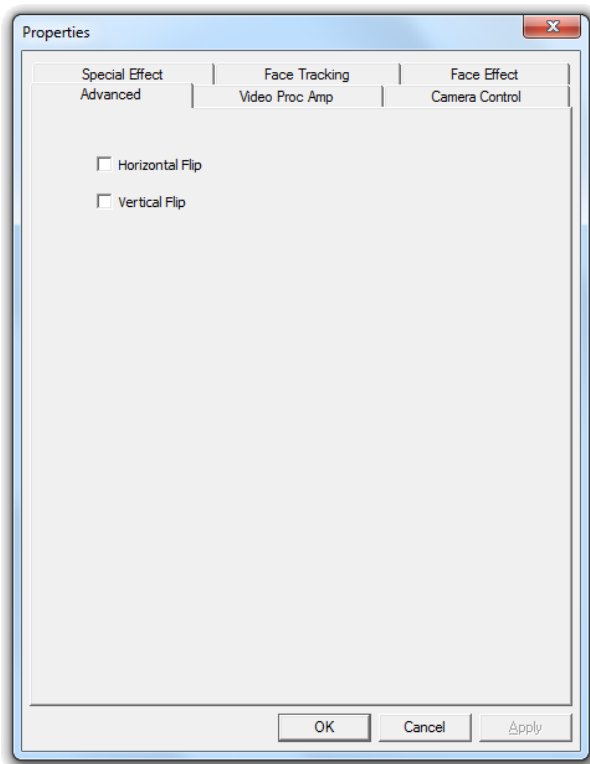 Properties
Special Effect Face Tracking Face Effect
Advanced Video Proc Amp Camera Control
Horizontal Flip
Vertical Flip
OK Cancel Apply